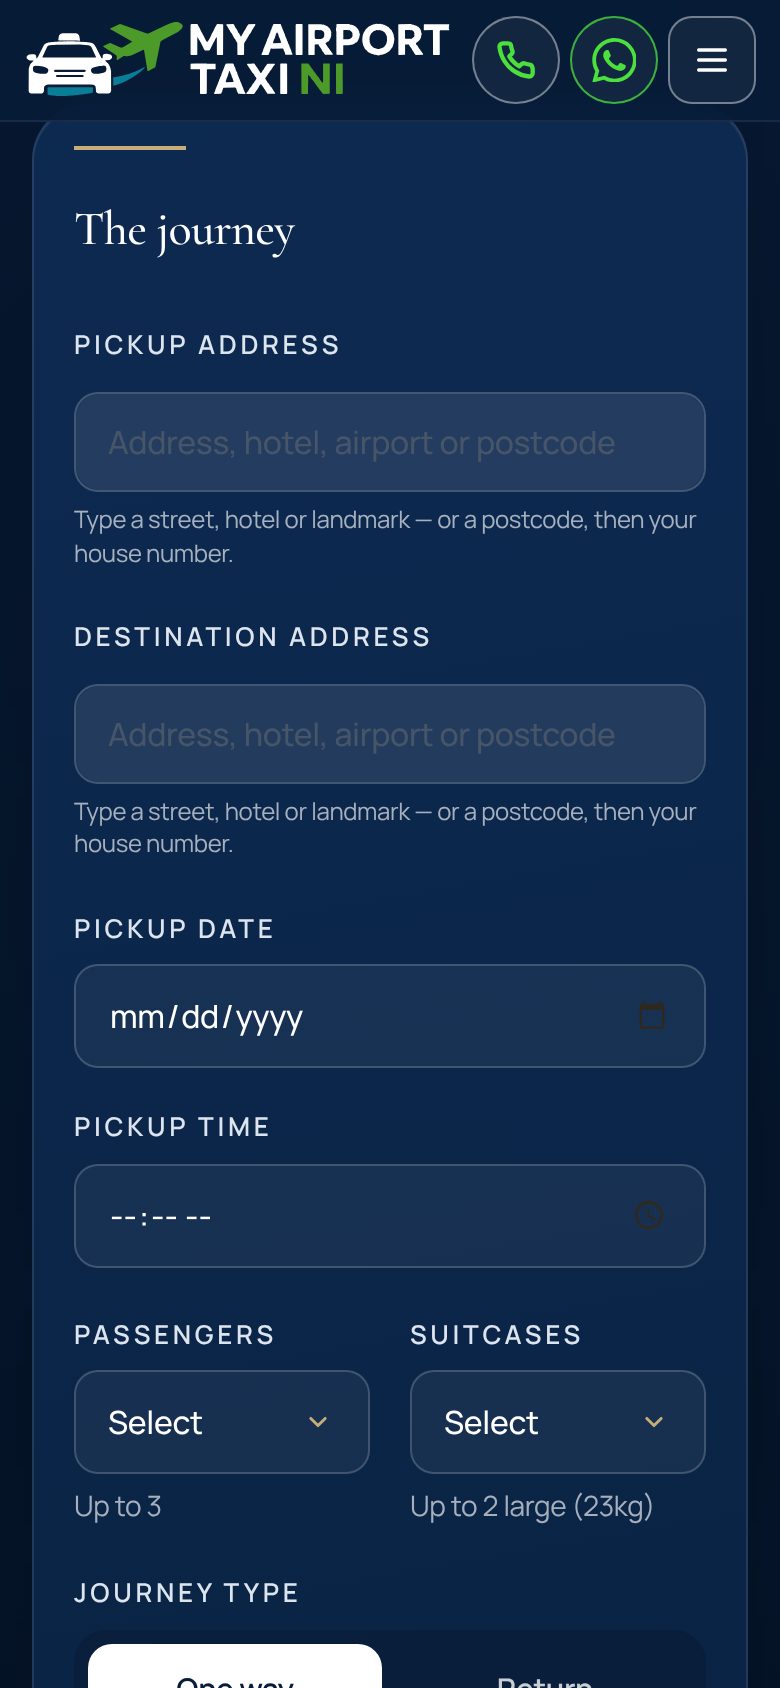 MY AIRPORT
TAXI NI
The journey
PICKUP ADDRESS
Address, hotel, airport or postcode
Type a street, hotel or landmark — or a postcode, then your
house number.
DESTINATION ADDRESS
Address, hotel, airport or postcode
Type a street, hotel or landmark — or a postcode, then your
house number.
PICKUP DATE
mm/dd/yyyy
PICKUP TIME
--:-- --
PASSENGERS SUITCASES
Select Select
Up to 3 Up to 2 large (23kg)
JOURNEY TYPE
One way Return